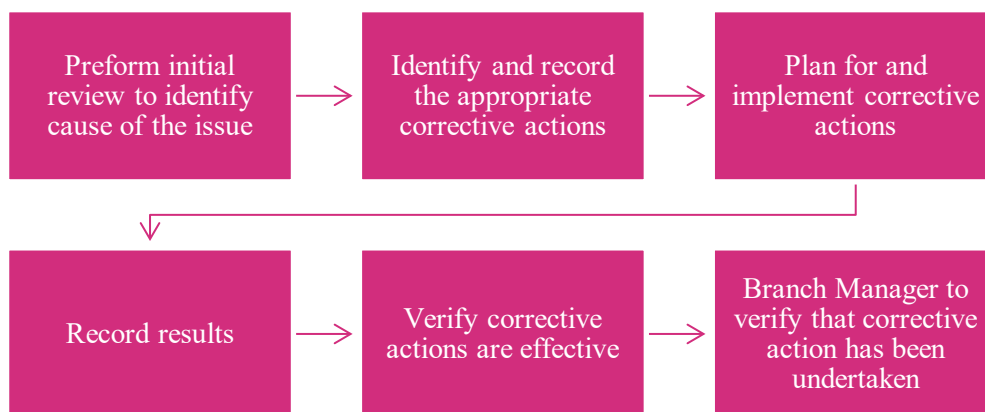 Preform initial
review to identify
cause of the issue
Identify and record
the appropriate
corrective actions
Plan for and
implement corrective
actions
Record results
Verify corrective
actions are effective
Branch Manager to
verify that corrective
action has been
undertaken